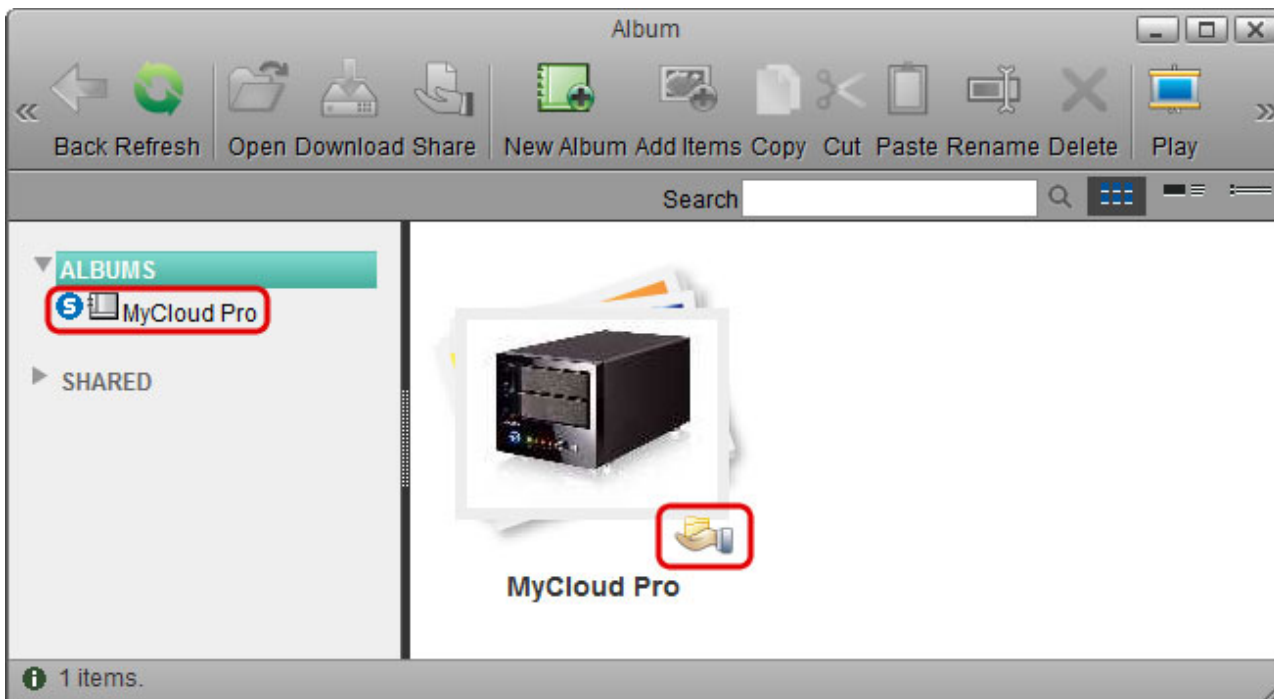 Album
Back Refresh Open Download Share New Album Add Items Copy Cut Paste Rename Delete Play
Search
ALBUMS
S MyCloud Pro
SHARED
MyCloud Pro
1 items.